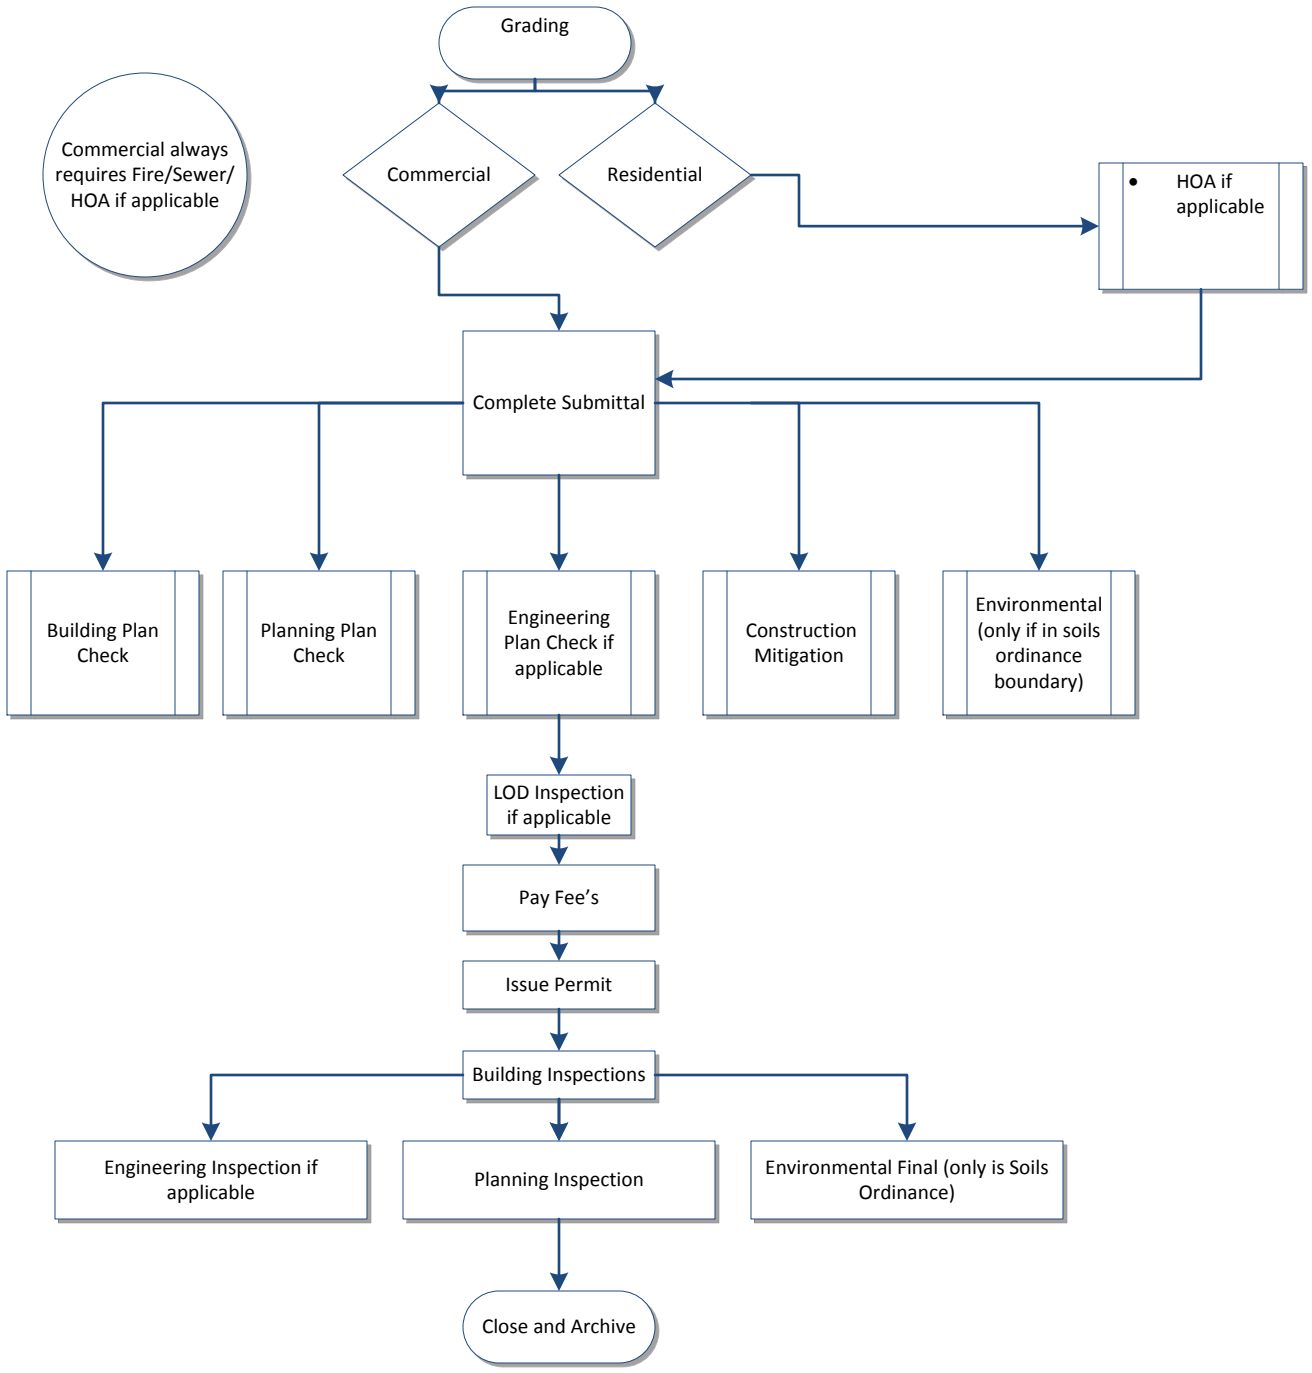 Grading
Commercial always
requires Fire/Sewer/
HOA if applicable
Commercial
Residential
• HOA if
applicable
Complete Submittal
Building Plan
Check
Planning Plan
Check
Engineering
Plan Check if
applicable
Construction
Mitigation
Environmental
(only if in soils
ordinance
boundary)
LOD Inspection
if applicable
Pay Fee’s
Issue Permit
Building Inspections
Engineering Inspection if
applicable
Planning Inspection
Environmental Final (only is Soils
Ordinance)
Close and Archive